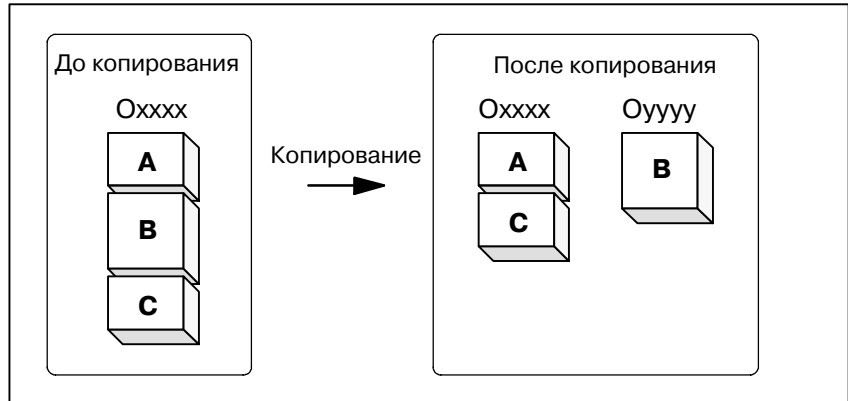 До копирования
Oxxxx
A
B
C
Копирование
После копирования
Oxxxx
Oyyyy
A
C
B